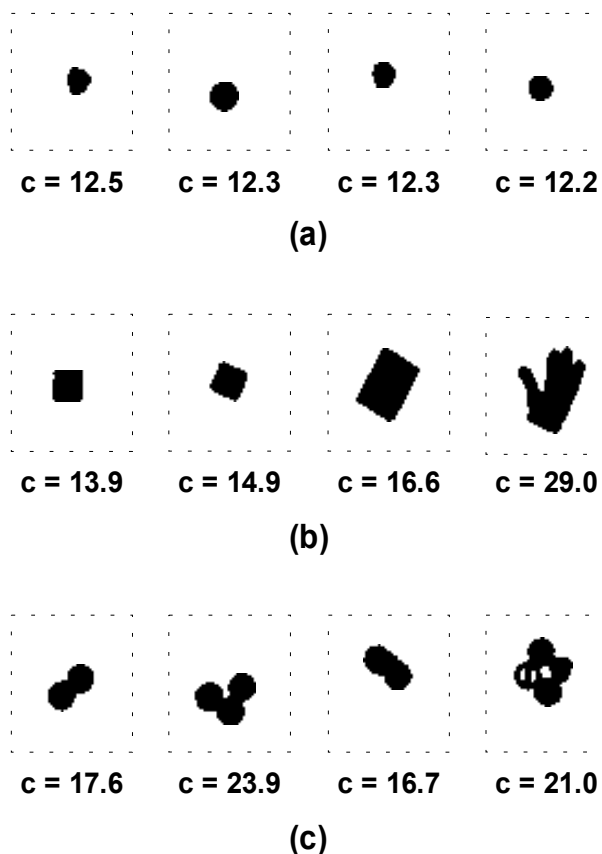 c = 12.5 c = 12.3 c = 12.3 c = 12.2
(a)
c = 13.9 c = 14.9 c = 16.6 c = 29.0
(b)
c = 17.6 c = 23.9 c = 16.7 c = 21.0
(c)